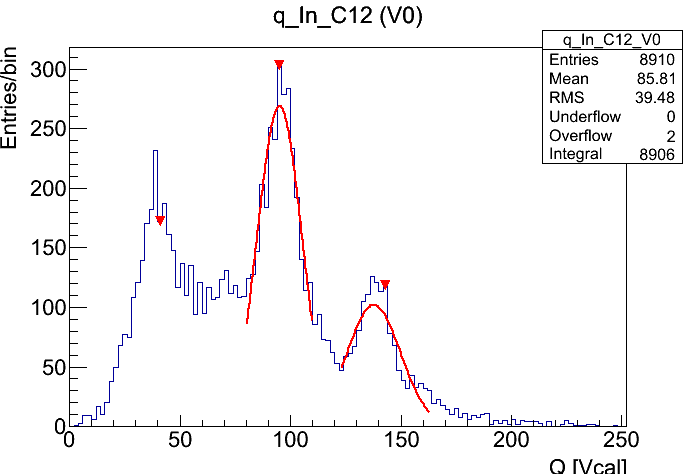 q_In_C12 (V0)
q_In_C12_V0
Entries 8910
Mean 85.81
RMS 39.48
Underflow 0
Overflow 2
Integral 8906
Entries/bin
300
250
200
150
100
50
0
0 50 100 150 200 250
Q [Vcal]